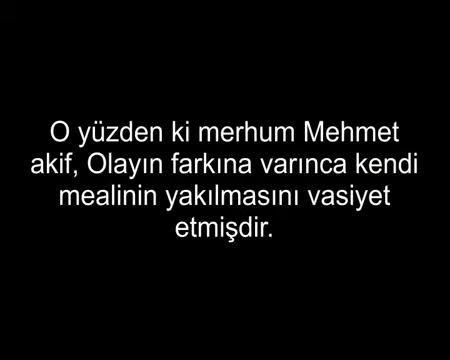 O yüzden ki merhum Mehmet
akif, Olayın farkına varınca kendi
mealinin yakılmasını vasiyet
etmişdir.